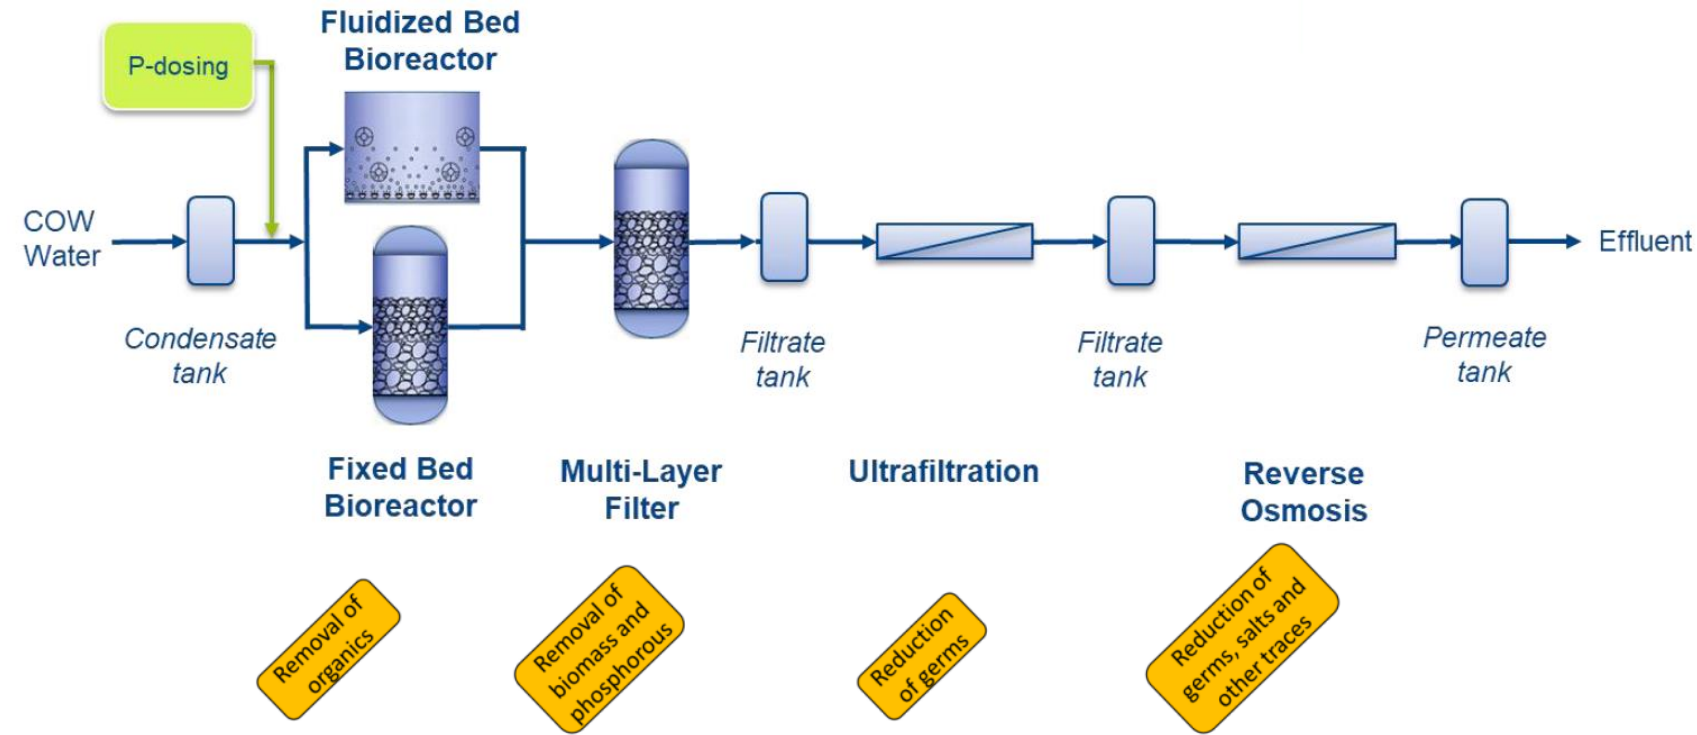 Fluidized Bed
Bioreactor
P-dosing
COW
Water
Effluent
Condensate
tank
Filtrate
tank
Filtrate
tank
Permeate
tank
Fixed Bed
Bioreactor
Multi-Layer
Filter
Ultrafiltration
Reverse
Osmosis
Removal of
organics
Removal of
biomass and
phosphorous
Reduction
of germs
Reduction of
germs, salts and
other traces